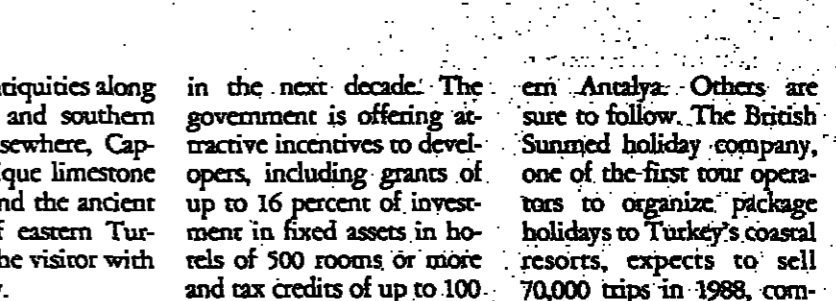 tiquities along
and southern
sewhere, Cap-
ique limestone
nd the ancient
f eastern Tur-
he visitor with
y.
in the next decade. The
government is offering at-
tractive incentives to devel-
opers, including grants of
up to 16 percent of invest-
ment in fixed assets in ho-
tels of 500 rooms or more
and tax credits of up to 100
ern Antalya. Others are
sure to follow. The British
Sunmed holiday company,
one of the first tour opera-
tors to organize package
holidays to Turkey's coastal
resorts, expects to sell
70,000 trips in 1988, com-